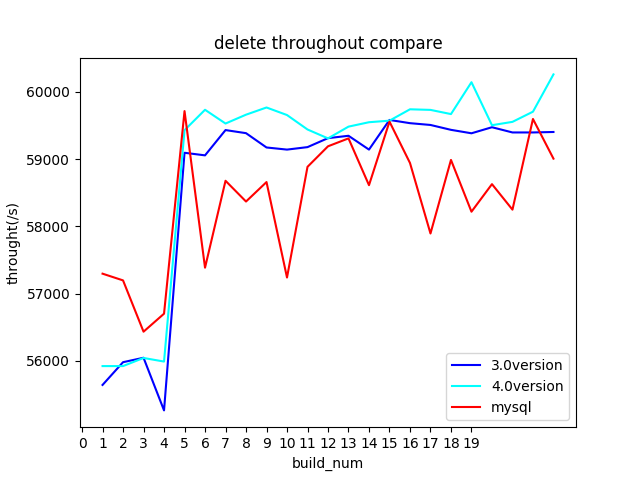 delete throughout compare
60000
59000
58000
57000
56000
throught(/s)
3.0version
4.0version
mysql
0 1 2 3 4 5 6 7 8 9 10 11 12 13 14 15 16 17 18 19
build_num